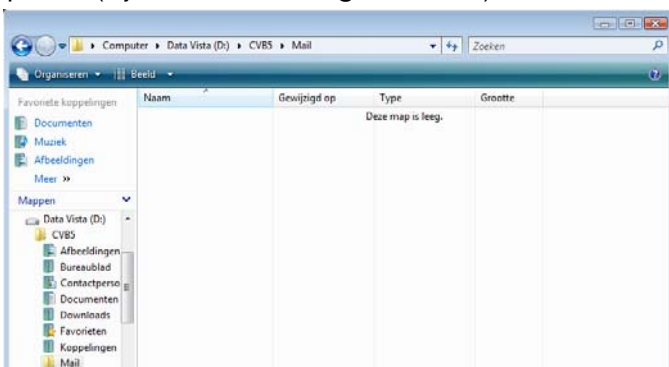 Computer ▸ Data Vista (D:) ▸ CVB5 ▸ Mail
Zoeken
Organiseren
Beeld
Favoriete koppelingen
Documenten
Muziek
Afbeeldingen
Meer »
Mappen
Data Vista (D:)
CVB5
Afbeeldingen
Bureaublad
Contactperso
Documenten
Downloads
Favorieten
Koppelingen
Mail
Naam Gewijzigd op Type Grootte
Deze map is leeg.